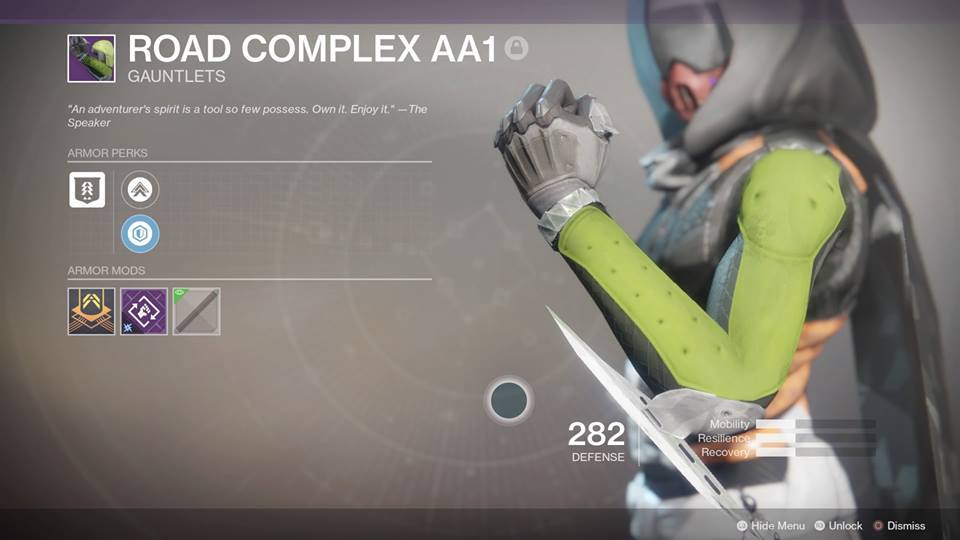 ROAD COMPLEX AA1
GAUNTLETS
"An adventurer's spirit is a tool so few possess. Own it. Enjoy it." —The
Speaker
ARMOR PERKS
ARMOR MODS
282
DEFENSE
Mobility
Resilience
Recovery
Hide Menu
Unlock
Dismiss